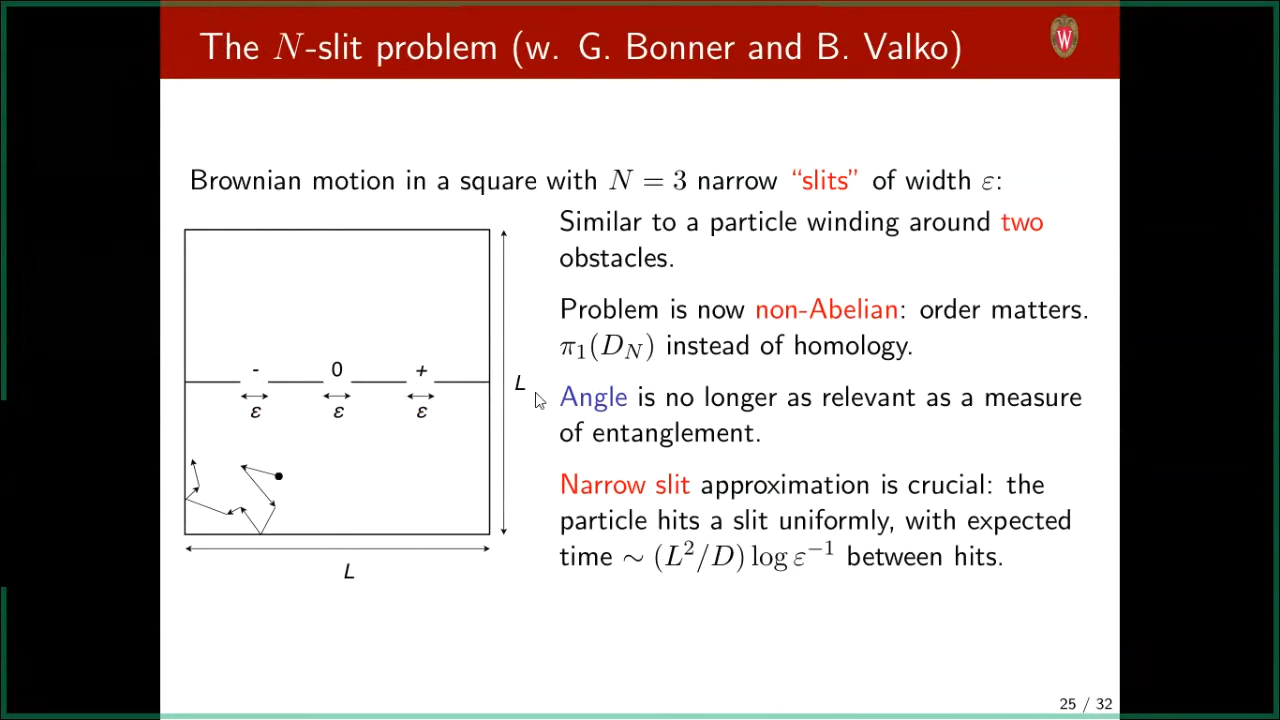 The N-slit problem (w. G. Bonner and B. Valko)
W
Brownian motion in a square with N = 3 narrow “slits” of width ε:
Similar to a particle winding around two
obstacles.
Problem is now non-Abelian: order matters.
π₁(D_N) instead of homology.
Angle is no longer as relevant as a measure
of entanglement.
Narrow slit approximation is crucial: the
particle hits a slit uniformly, with expected
time ∼ (L²/D) log ε⁻¹ between hits.
- 0 +
ε ε ε
L
L
25 / 32